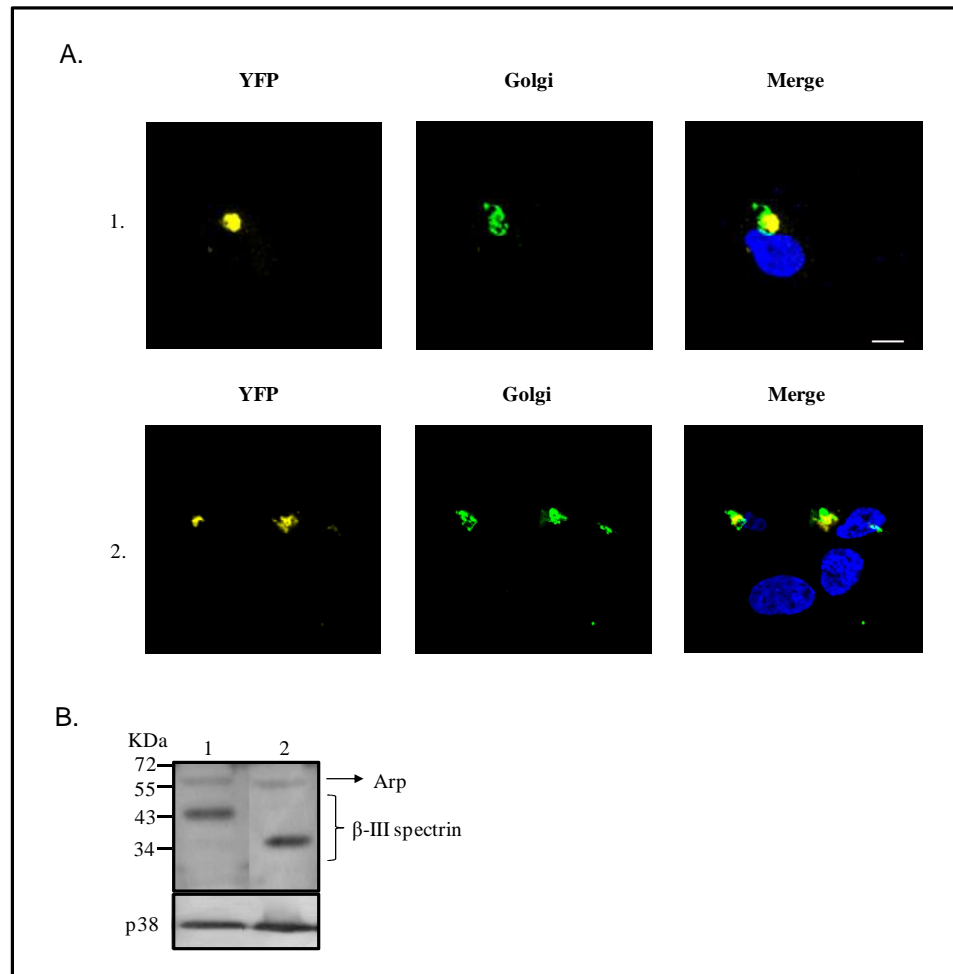 A.
YFP Golgi Merge
1.
YFP Golgi Merge
2.
B.
KDa 1 2
72
55 Arp
43
β-III spectrin
34
p38